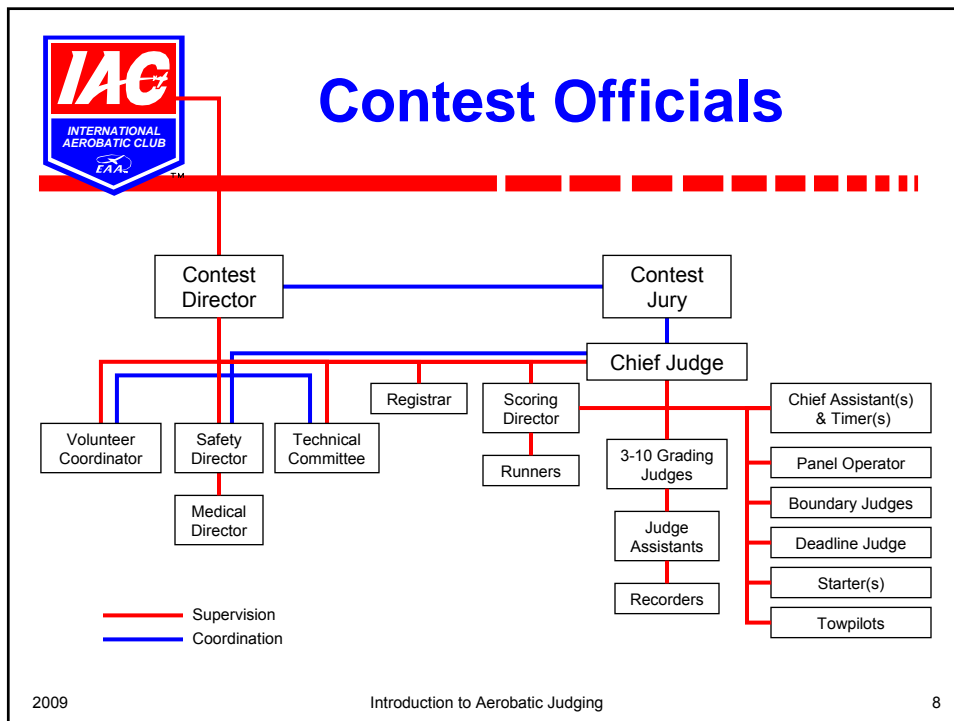 IAC
INTERNATIONAL
AEROBATIC CLUB
EAA
TM
Contest Officials
Contest
Director
Contest
Jury
Chief Judge
Registrar
Scoring
Director
Chief Assistant(s)
& Timer(s)
Volunteer
Coordinator
Safety
Director
Technical
Committee
Runners
3-10 Grading
Judges
Panel Operator
Medical
Director
Boundary Judges
Judge
Assistants
Deadline Judge
Recorders
Starter(s)
Towpilots
Supervision
Coordination
2009
Introduction to Aerobatic Judging
8